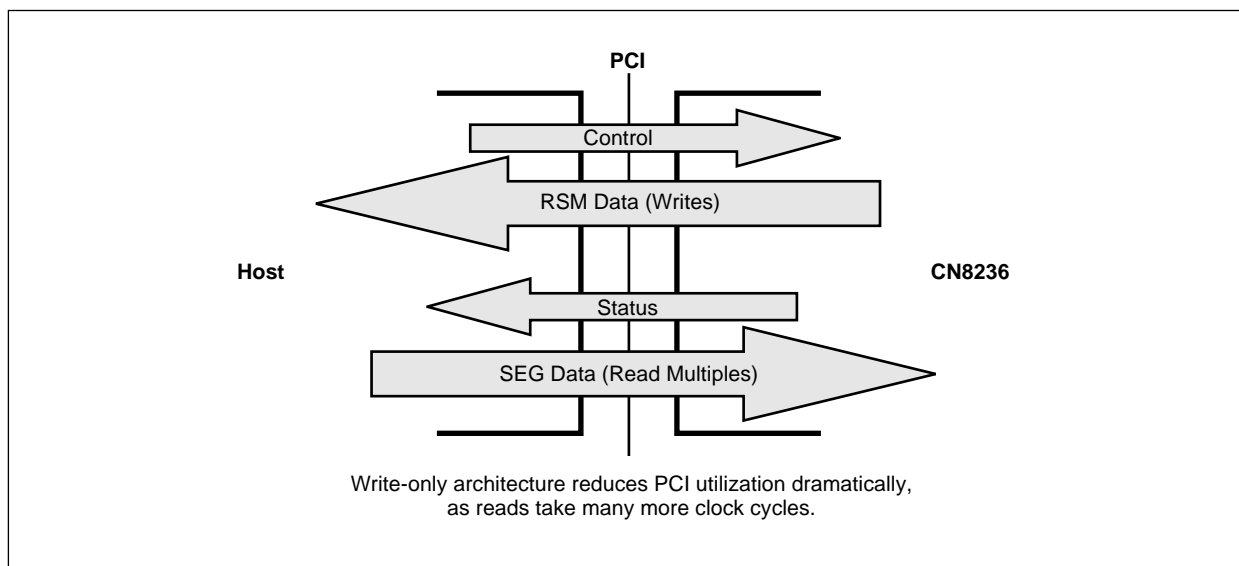 PCI
Control
RSM Data (Writes)
Host
CN8236
Status
SEG Data (Read Multiples)
Write-only architecture reduces PCI utilization dramatically,
as reads take many more clock cycles.